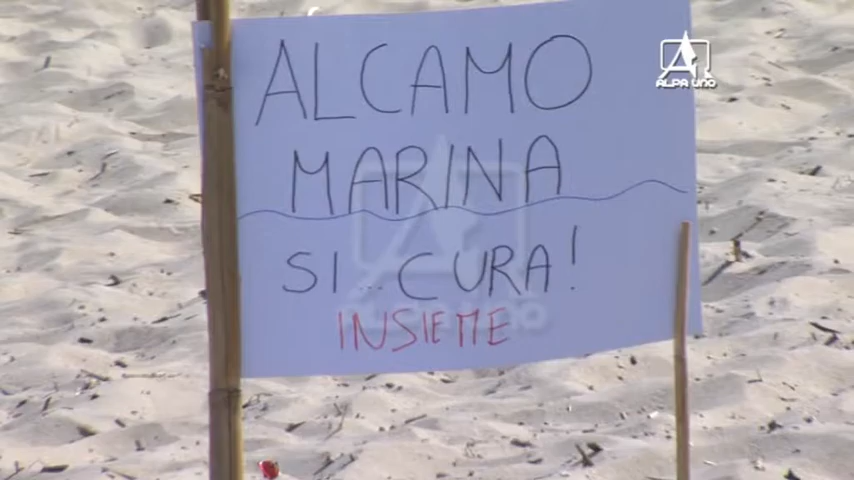 ALCAMO
MARINA
SI...CURA!
INSIEME
ALPA UNO